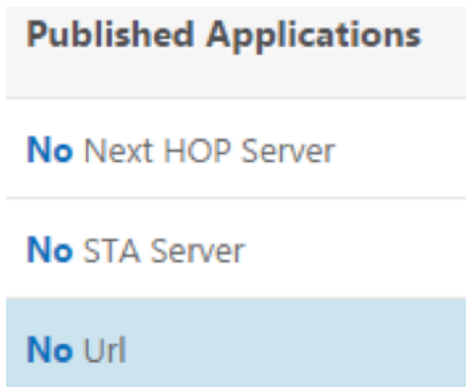 Published Applications
No Next HOP Server
No STA Server
No Url